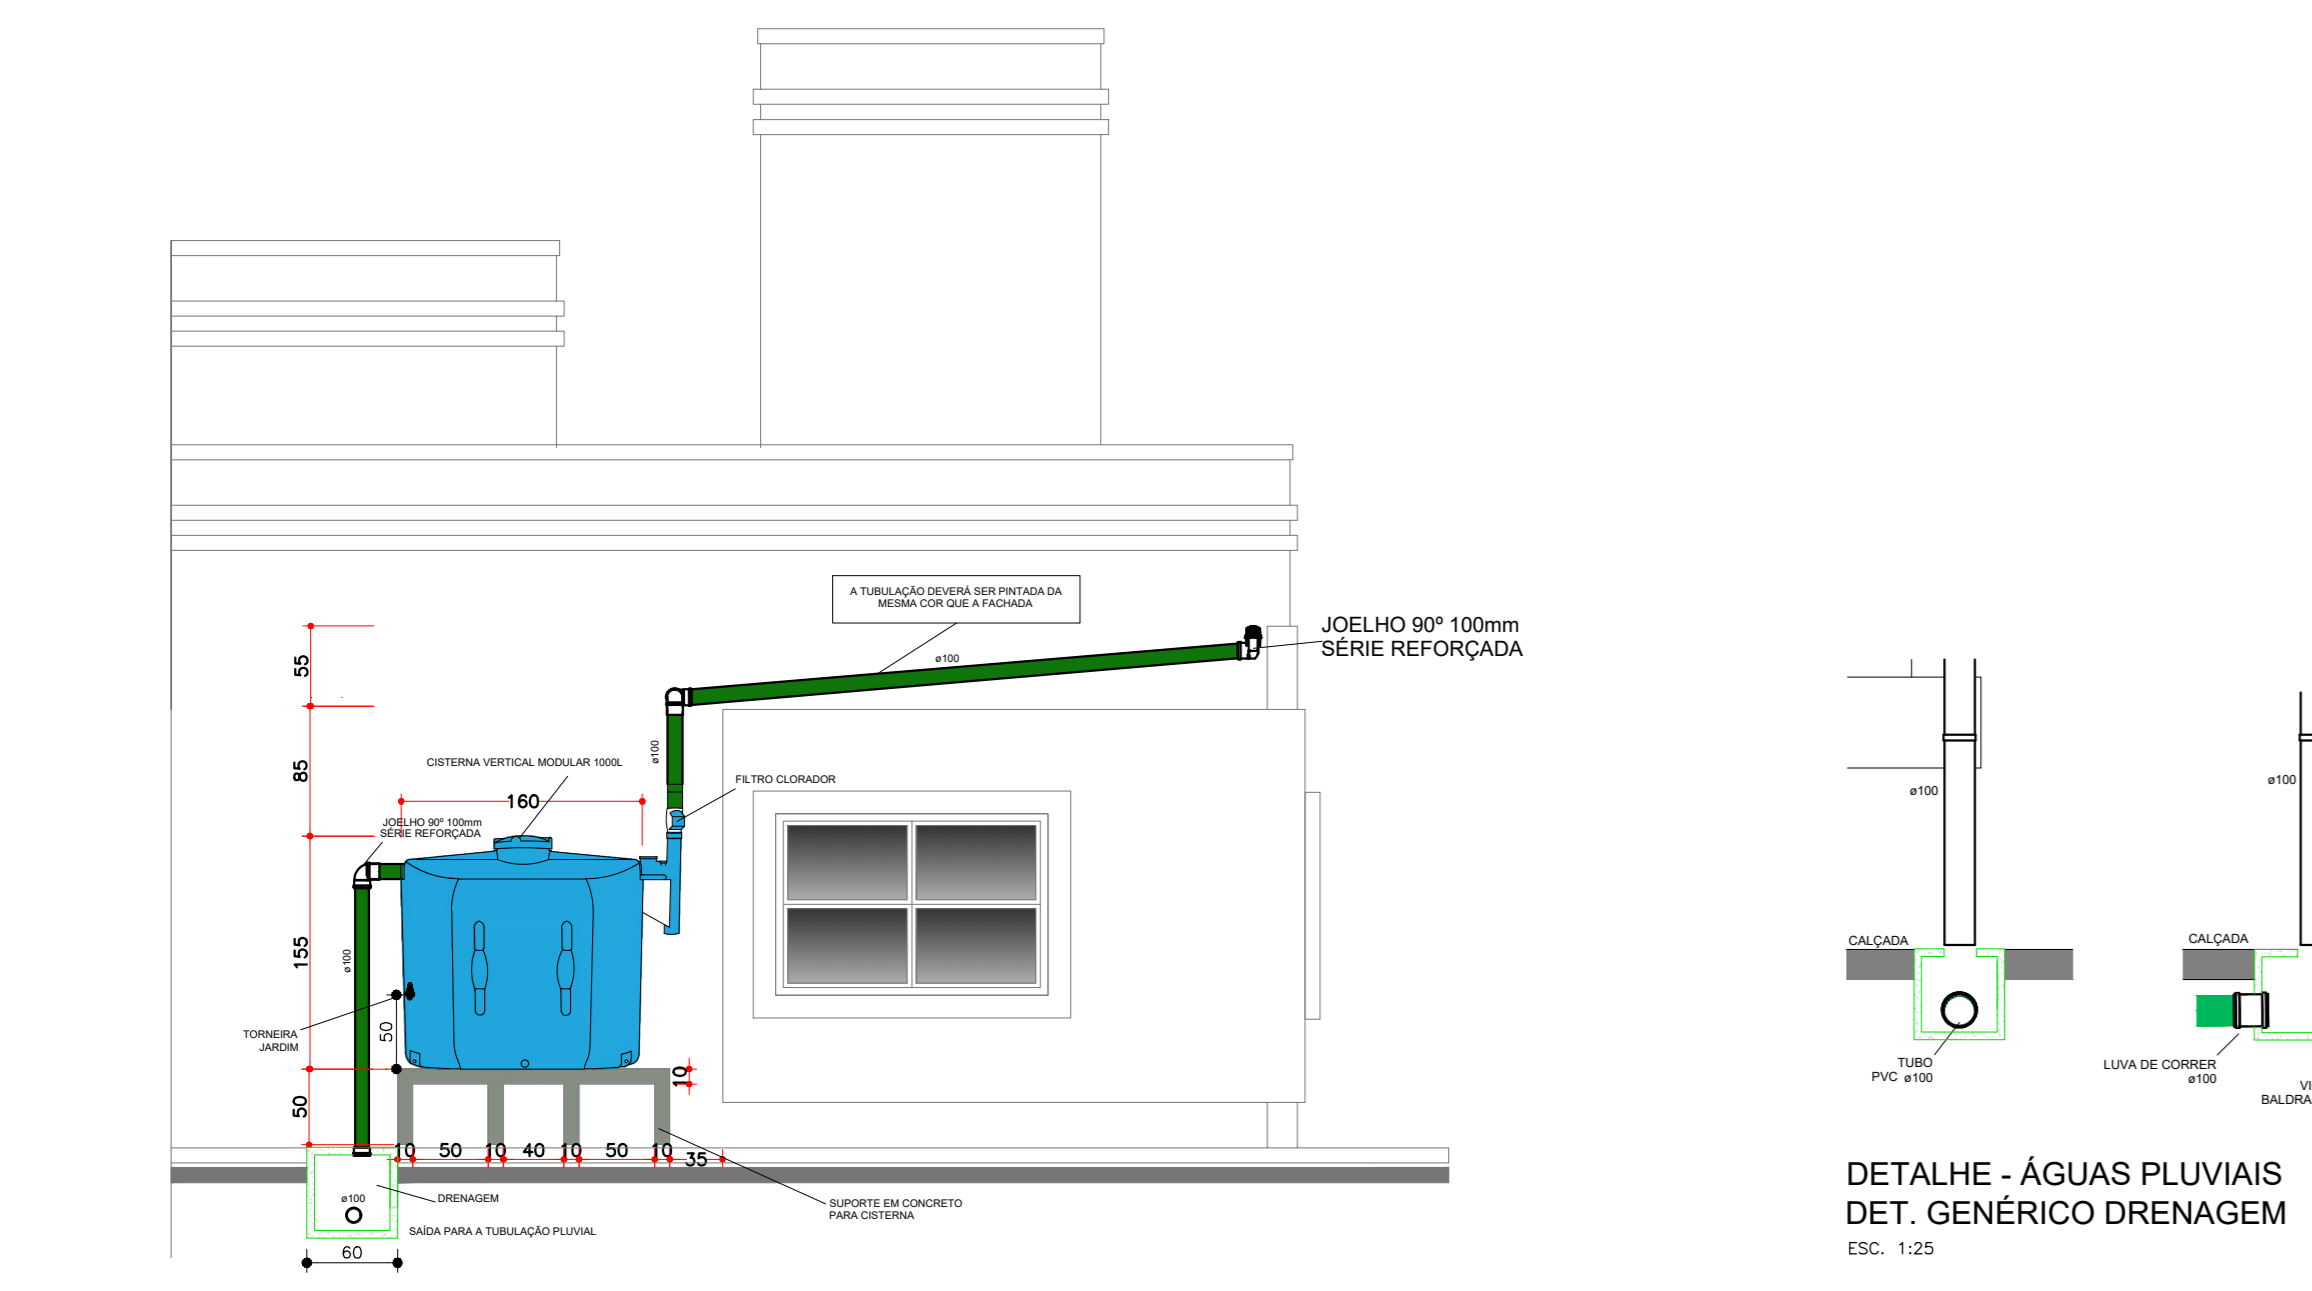 A TUBULAÇÃO DEVERÁ SER PINTADA DA
MESMA COR QUE A FACHADA
JOELHO 90º 100mm
SÉRIE REFORÇADA
ø100
55
85
155
50
ø100
CISTERNA VERTICAL MODULAR 1000L
160
FILTRO CLORADOR
JOELHO 90º 100mm
SÉRIE REFORÇADA
ø100
50
TORNEIRA
JARDIM
10
10
50
10
40
10
50
10
35
ø100
DRENAGEM
SAÍDA PARA A TUBULAÇÃO PLUVIAL
60
SUPORTE EM CONCRETO
PARA CISTERNA
ø100
CALÇADA
TUBO
PVC ø100
ø100
CALÇADA
LUVA DE CORRER
ø100
VI
BALDRA
DETALHE - ÁGUAS PLUVIAIS
DET. GENÉRICO DRENAGEM
ESC. 1:25